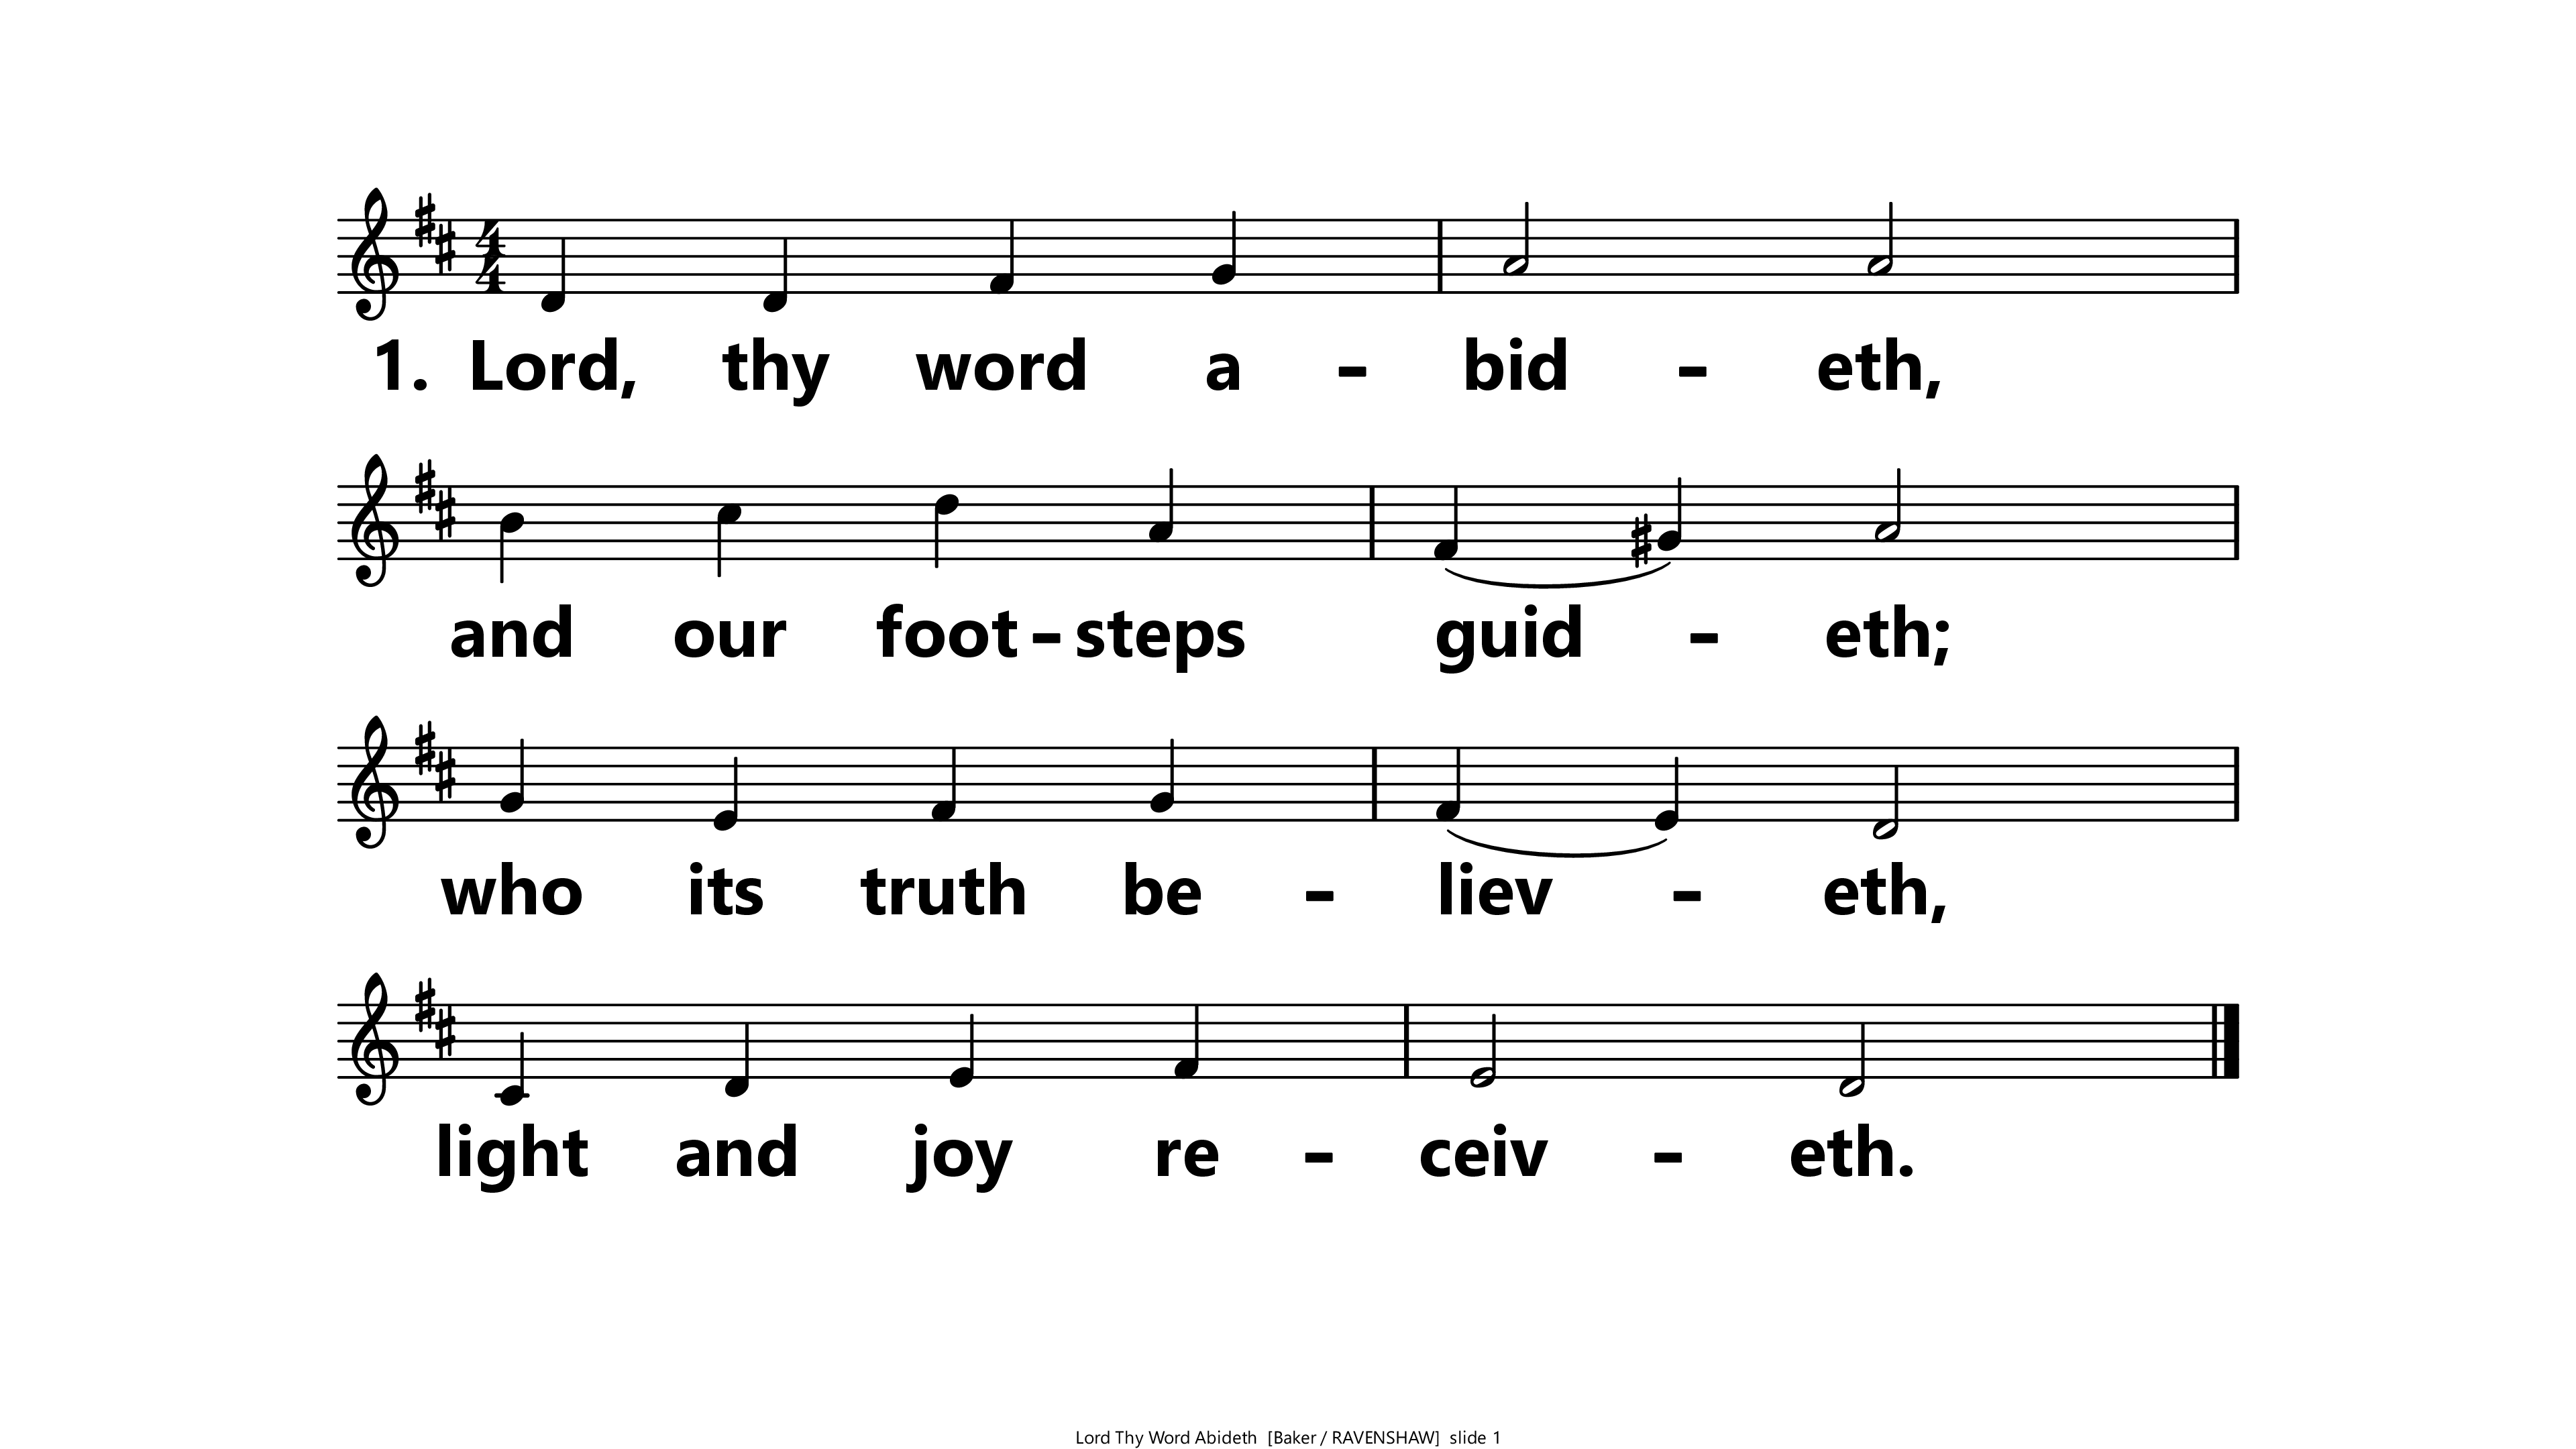 1. Lord, thy word a - bid - eth,
and our foot - steps guid - eth;
who its truth be - liev - eth,
light and joy re - ceiv - eth.
Lord Thy Word Abideth [Baker / RAVENSHAW] slide 1